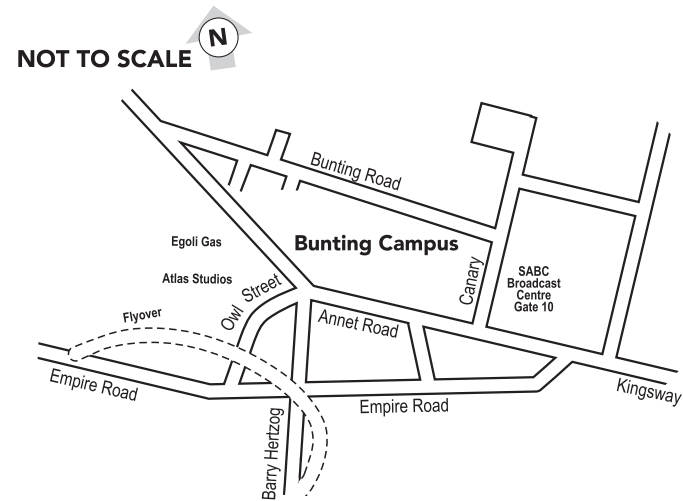 N
NOT TO SCALE
Bunting Road
Egoli Gas
Bunting Campus
Atlas Studios
Canary
SABC
Broadcast
Centre
Gate 10
Owl Street
Flyover
Annet Road
Empire Road
Kingsway
Empire Road
Barry Hertzog